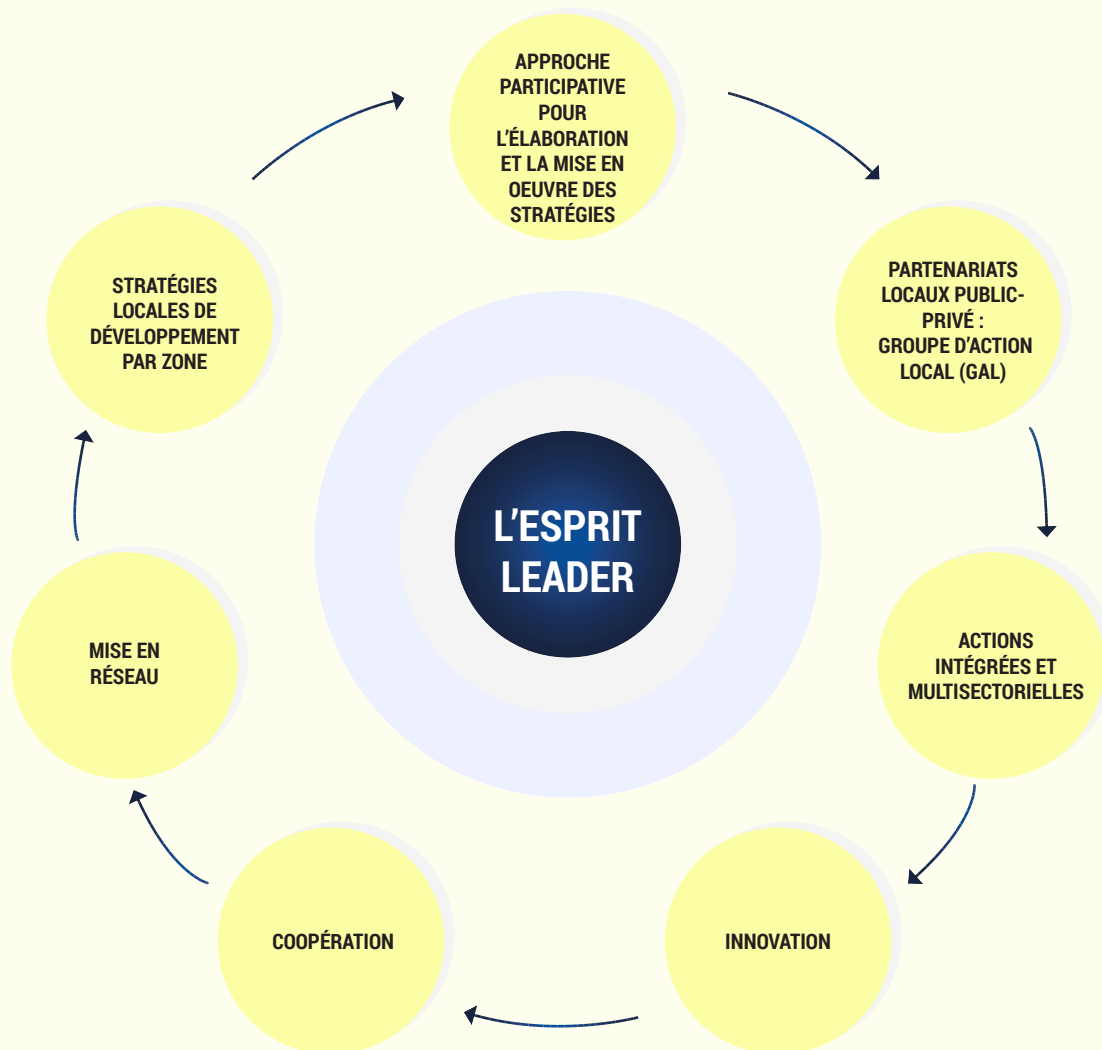 APPROCHE
PARTICIPATIVE
POUR
L'ÉLABORATION
ET LA MISE EN
OEUVRE DES
STRATÉGIES
PARTENARIATS
LOCAUX PUBLIC-
PRIVÉ :
GROUPE D'ACTION
LOCAL (GAL)
ACTIONS
INTÉGRÉES ET
MULTISECTORIELLES
INNOVATION
COOPÉRATION
MISE EN
RÉSEAU
STRATÉGIES
LOCALES DE
DÉVELOPPEMENT
PAR ZONE
L'ESPRIT
LEADER